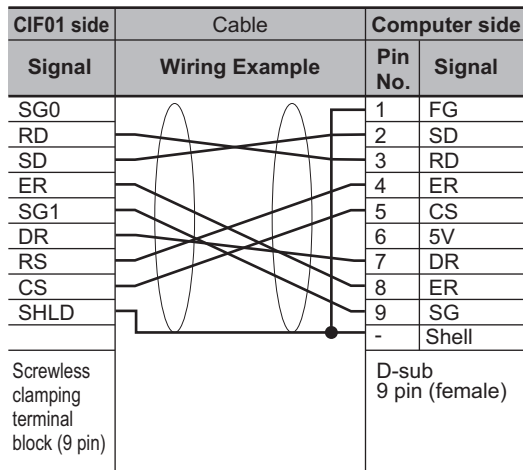 CIF01 side Cable Computer side
Signal Wiring Example Pin No. Signal
SG0 1 FG
RD 2 SD
SD 3 RD
ER 4 ER
SG1 5 CS
DR 6 5V
RS 7 DR
CS 8 ER
SHLD 9 SG
- Shell
Screwless
clamping
terminal
block (9 pin)
D-sub
9 pin (female)